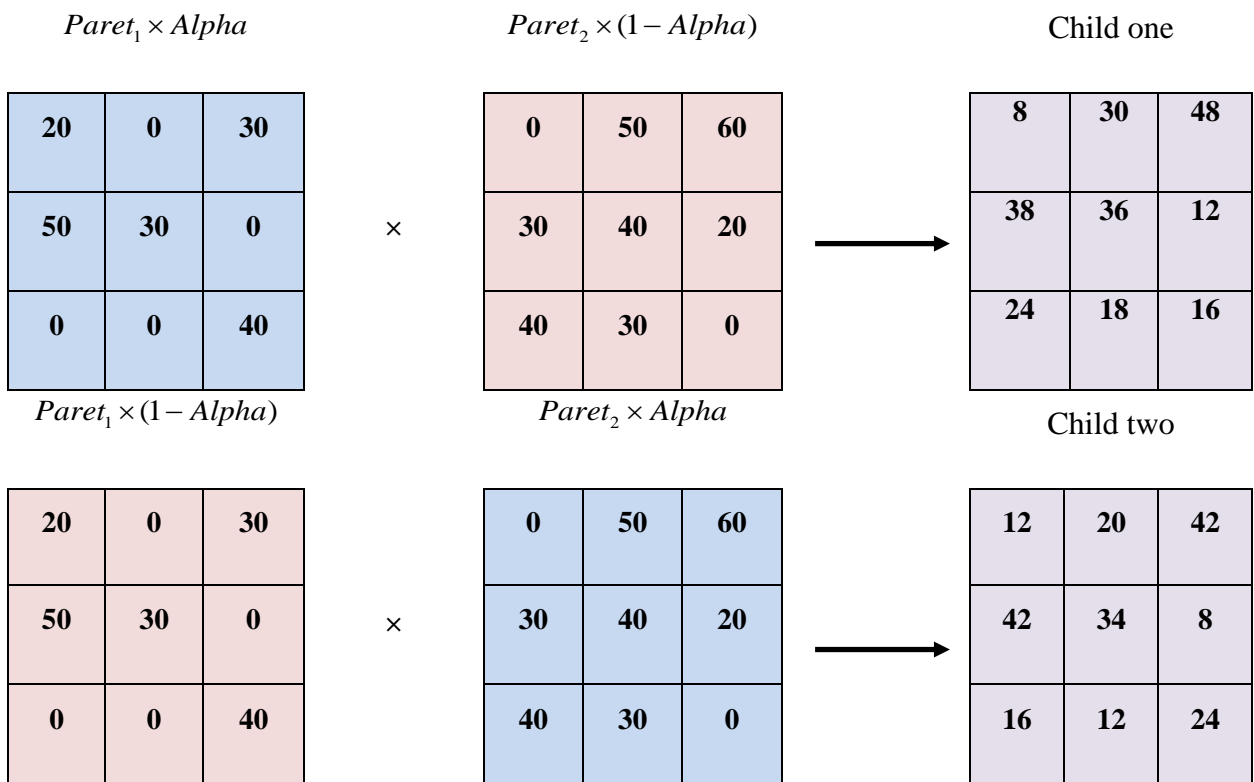 Paret₁ × Alpha Paret₂ × (1 − Alpha) Child one
20 0 30 0 50 60 8 30 48
50 30 0 × 30 40 20 38 36 12
0 0 40 40 30 0 24 18 16
Paret₁ × (1 − Alpha) Paret₂ × Alpha Child two
20 0 30 0 50 60 12 20 42
50 30 0 × 30 40 20 42 34 8
0 0 40 40 30 0 16 12 24